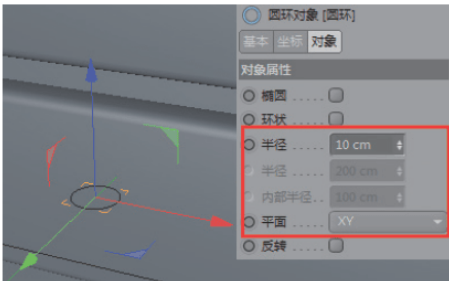 圆环对象 [圆环]
基本 坐标 对象
对象属性
椭圆 . . . . .
环状 . . . . .
半径 . . . . . 10 cm
半径 . . . . . 200 cm
内部半径 . . 100 cm
平面 . . . . . XY
反转 . . . . .